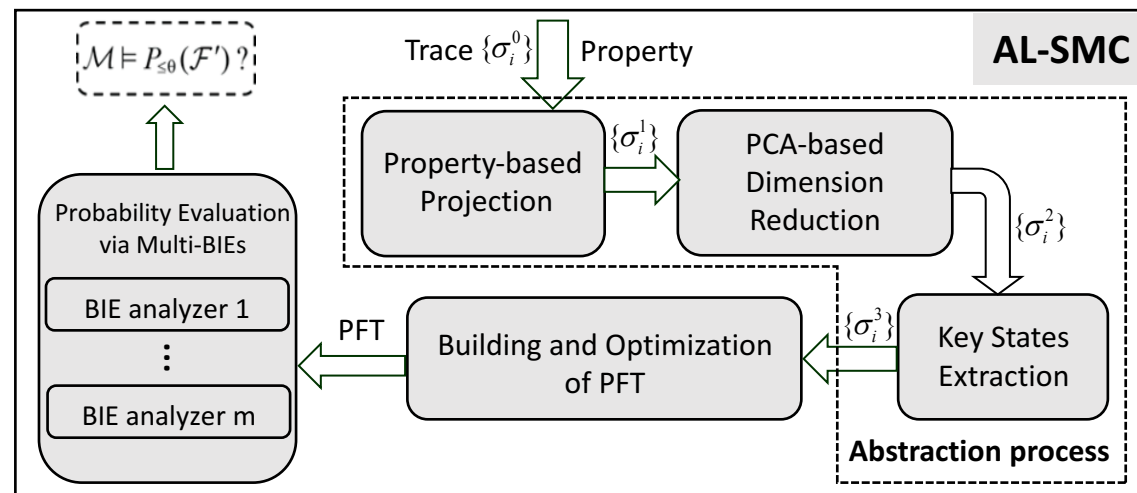 AL-SMC
ℳ ⊨ P≤θ(ℱ′) ?
Trace {σᵢ⁰} Property
Property-based
Projection
{σᵢ¹}
PCA-based
Dimension
Reduction
{σᵢ²}
Key States
Extraction
{σᵢ³}
Abstraction process
Building and Optimization
of PFT
PFT
Probability Evaluation
via Multi-BIEs
BIE analyzer 1
⋮
BIE analyzer m